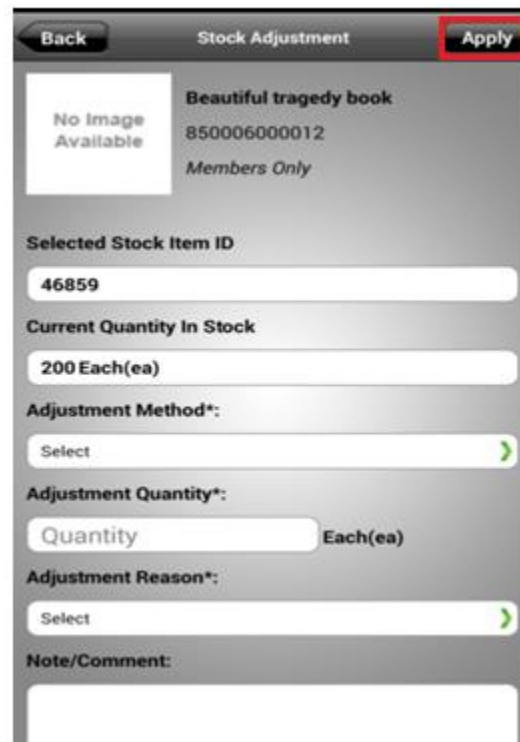 Back Stock Adjustment Apply
No Image
Available
Beautiful tragedy book
850006000012
Members Only
Selected Stock Item ID
46859
Current Quantity In Stock
200 Each(ea)
Adjustment Method*:
Select
Adjustment Quantity*:
Quantity Each(ea)
Adjustment Reason*:
Select
Note/Comment: